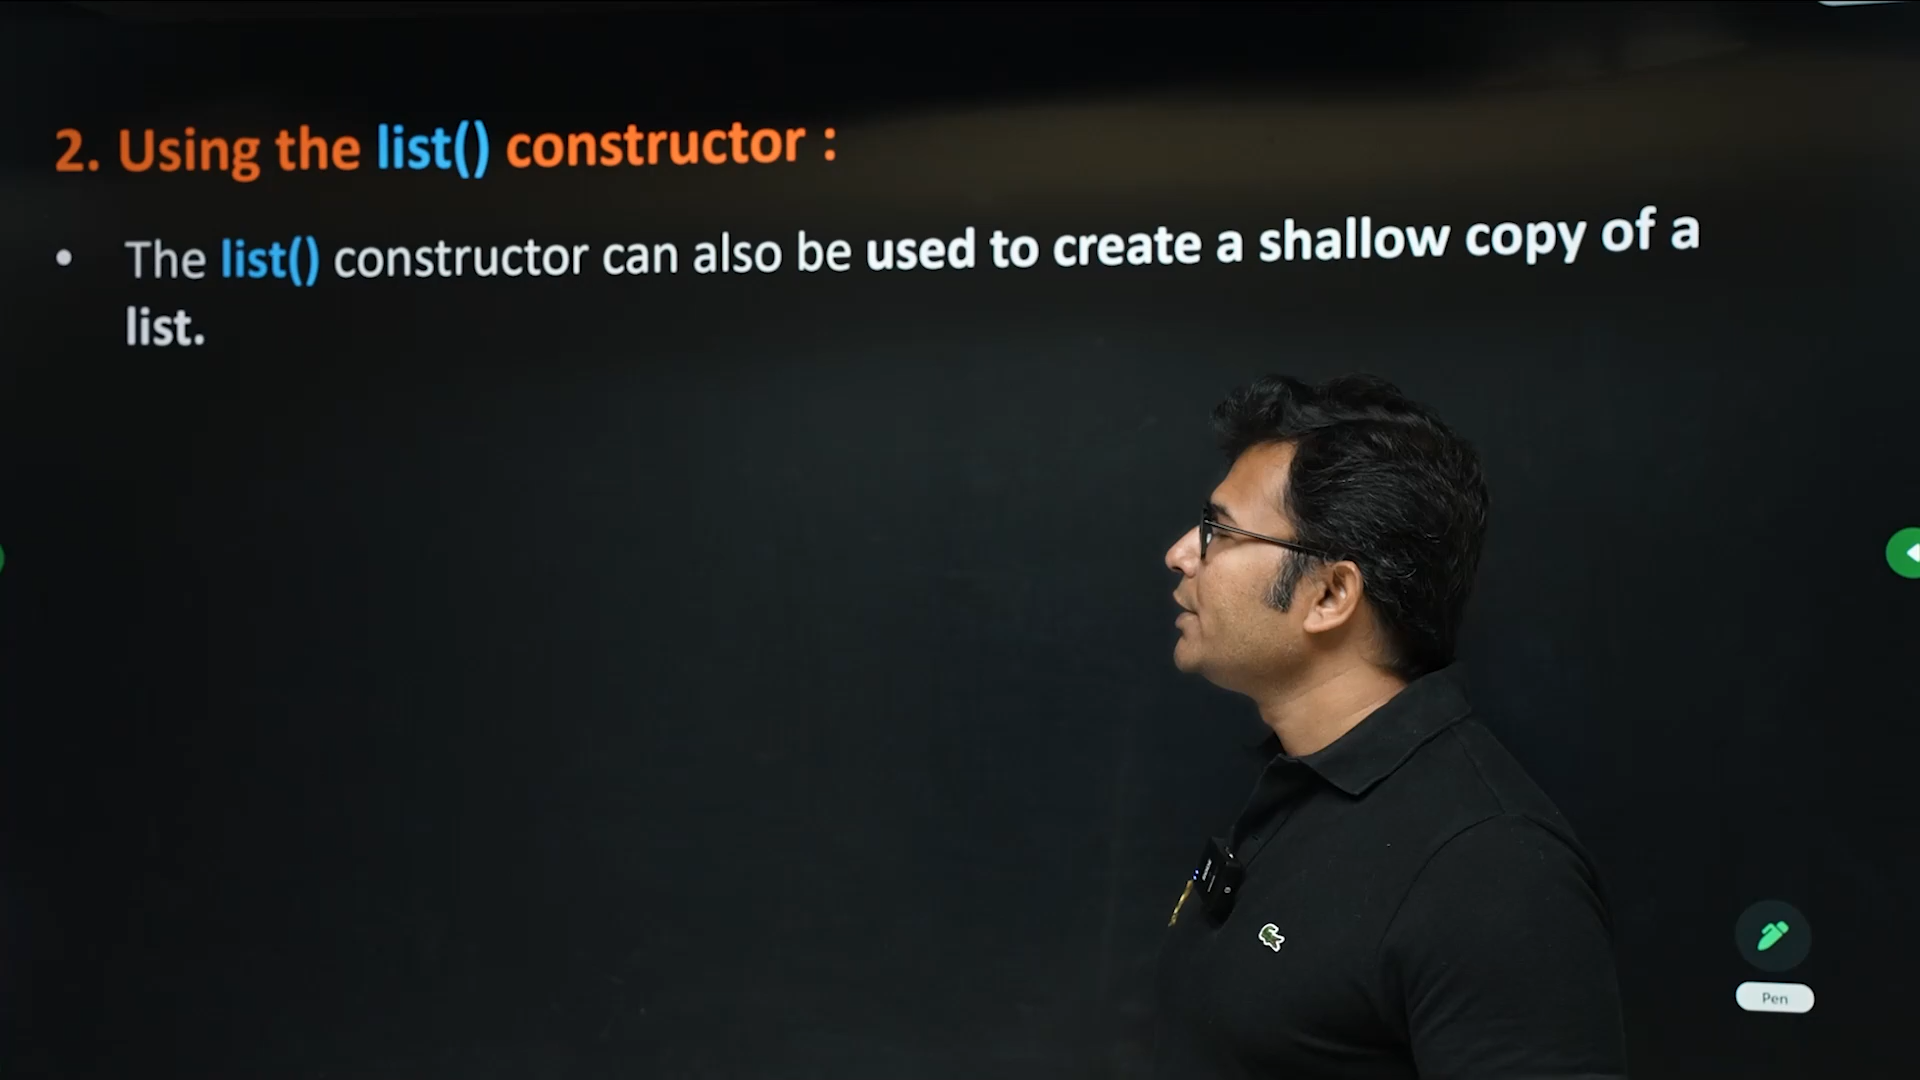 2. Using the list() constructor :
• The list() constructor can also be used to create a shallow copy of a
list.
Pen